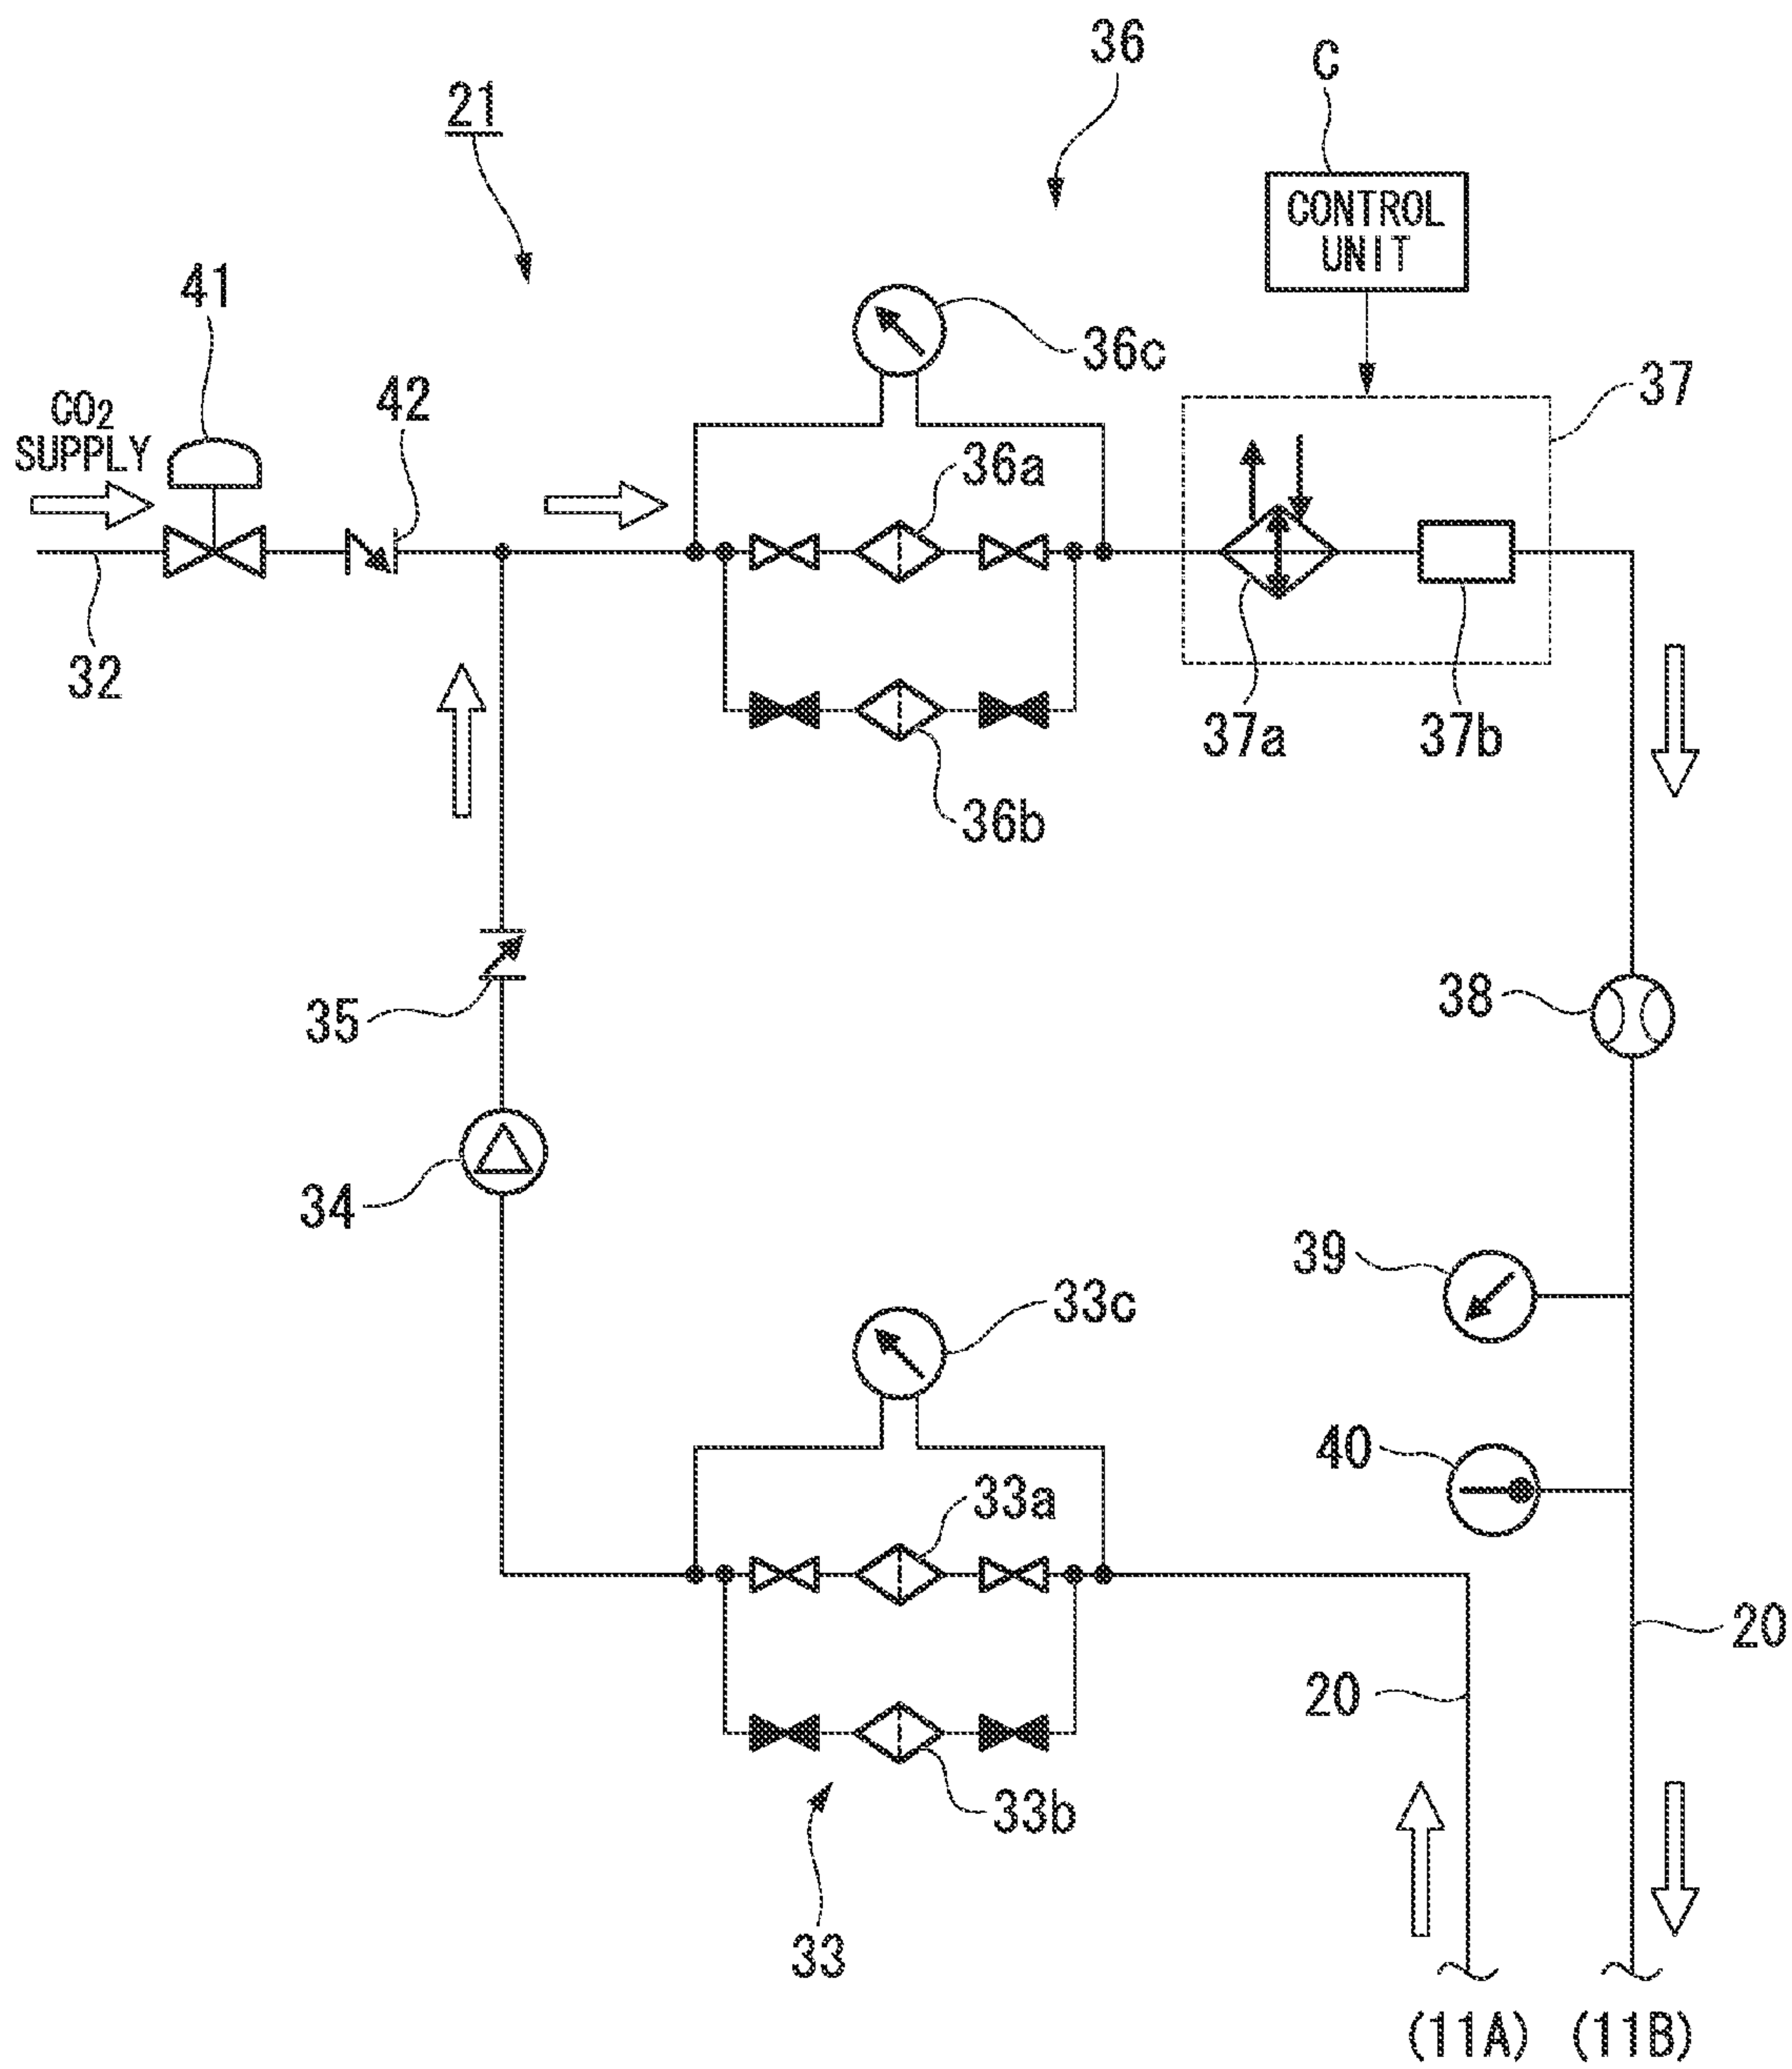 36
C
21
CONTROL
UNIT
41
36c
37
CO₂
SUPPLY
42
36a
32
37a
37b
36b
35
38
34
39
33c
40
33a
20
20
33b
33
(11A)
(11B)